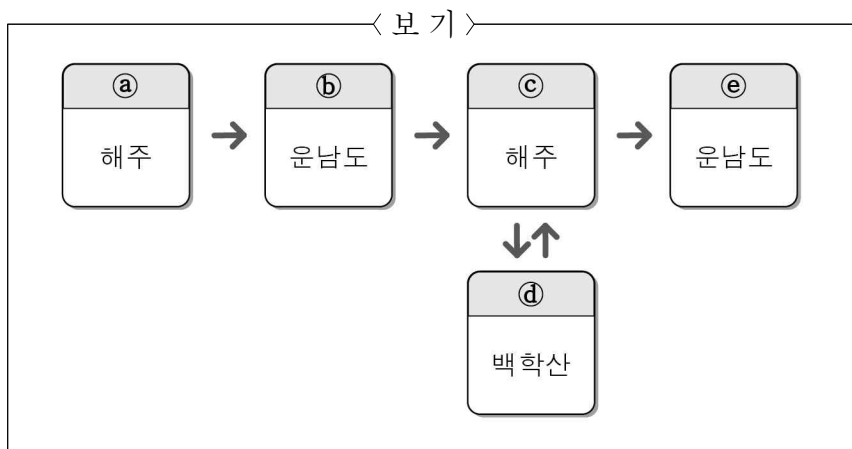 〈보 기〉
ⓐ ⓑ ⓒ ⓔ
해주 → 운남도 → 해주 → 운남도
↓↑
ⓓ
백학산